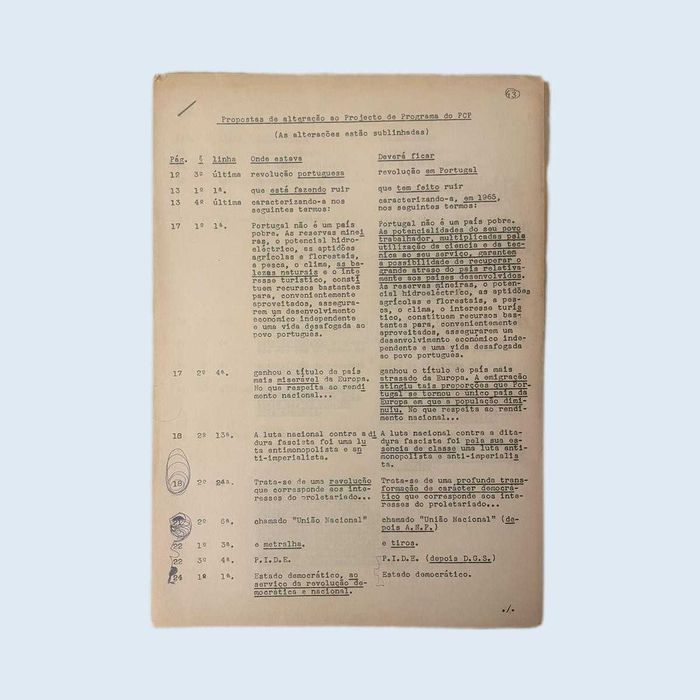 13
Propostas de alteração ao Projecto de Programa do PCP
(As alterações estão sublinhadas)
Pág. § linha Onde estava Deverá ficar
12 3º última revolução portuguesa revolução em Portugal
13 1º 1ª. que está fazendo ruir que tem feito ruir
13 4º última caracterizando-a nos caracterizando-a, em 1965,
seguintes termos: nos seguintes termos:
17 1º 1ª. Portugal não é um país Portugal não é um país pobre.
pobre. As reservas minei As potencialidades do seu povo
ras, o potencial hidro- trabalhador, multiplicadas pela
eléctrico, as aptidões utilização da ciencia e da téc-
agrícolas e florestais, nica ao seu serviço, garantem
a pesca, o clima, as be- a possibilidade de recuperar o
lezas naturais e o inte grande atraso do país relativa-
resse turístico, consti mente aos países desenvolvidos.
tuem recursos bastantes As reservas mineiras, o poten-
para, convenientemente cial hidroeléctrico, as aptidões
aproveitados, assegura- agrícolas e florestais, a pes-
rem um desenvolvimento ca, o clima, o interesse turís
económico independente tico, constituem recursos bas-
e uma vida desafogada ao tantes para, convenientemente
povo português. aproveitados, assegurarem um
desenvolvimento económico inde-
pendente e uma vida desafogada
ao povo português.
17 2º 4ª. ganhou o título de país ganhou o título de país mais
mais miserável da Europa. atrasado da Europa. A emigração
No que respeita ao rendi atingiu tais proporções que Por-
mento nacional... tugal se tornou o único país da
Europa em que a população dimi-
nuíu. No que respeita ao rendi-
mento nacional...
18 2º 13ª. A luta nacional contra a di A luta nacional contra a dita-
dura fascista foi uma lu dura fascista foi pela sua es-
ta antimonopolista e an sencia de classe uma luta anti-
ti-imperialista. monopolista e anti-imperialis
ta.
18 2º 24ª. Trata-se de uma revolução Trata-se de uma profunda trans-
que corresponde aos inte- formação de carácter democrá-
resses do proletariado... tico que corresponde aos inte-
resses do proletariado...
2º 6ª. chamado "União Nacional" chamado "União Nacional" (de-
pois A.N.P.)
22 1º 3ª. e metralha. e tiros.
22 3º 4ª. P.I.D.E. P.I.D.E. (depois D.G.S.)
24 1º 1ª. Estado democrático, ao Estado democrático.
serviço da revolução de-
mocrática e nacional.
./.